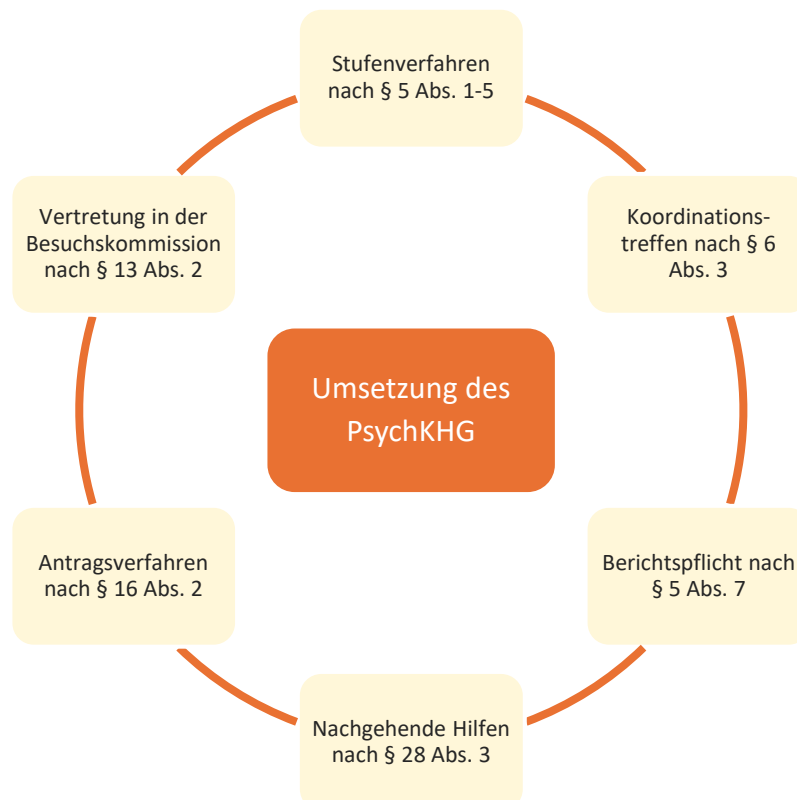 Stufenverfahren
nach § 5 Abs. 1-5
Vertretung in der
Besuchskommission
nach § 13 Abs. 2
Koordinations-
treffen nach § 6
Abs. 3
Umsetzung des
PsychKHG
Antragsverfahren
nach § 16 Abs. 2
Berichtspflicht nach
§ 5 Abs. 7
Nachgehende Hilfen
nach § 28 Abs. 3